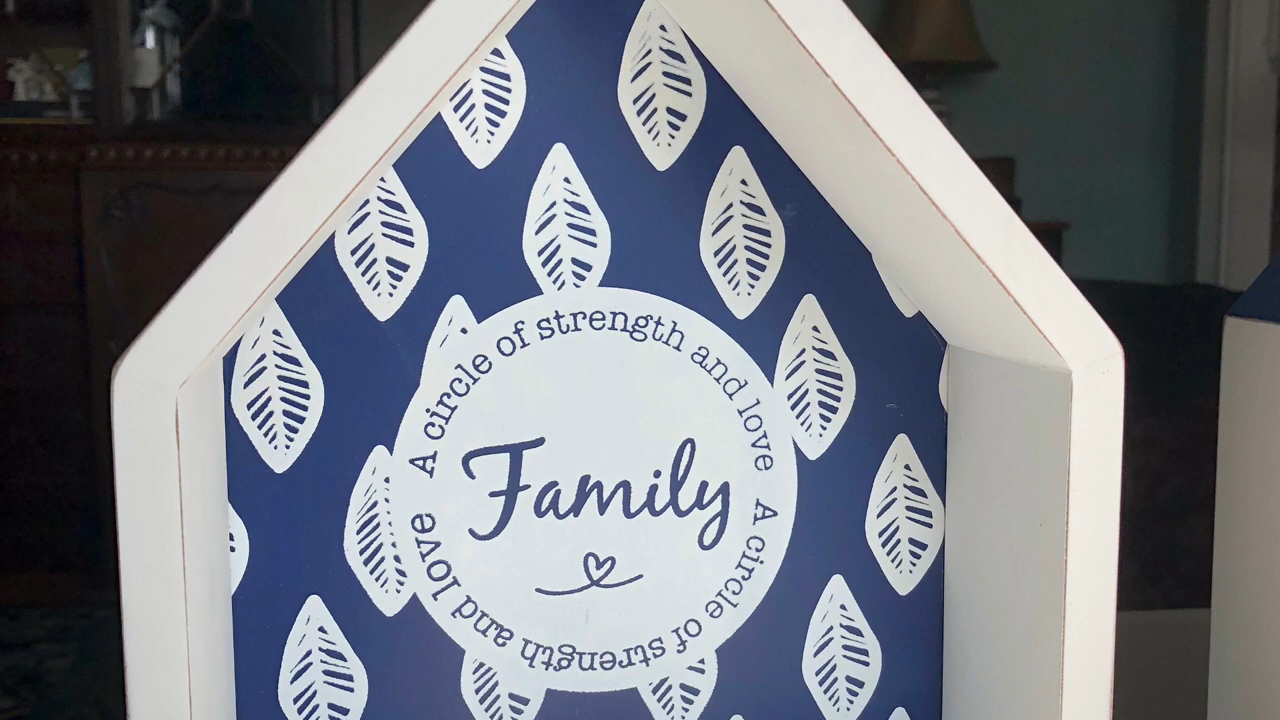 A circle of strength and love
Family
A circle of strength and love